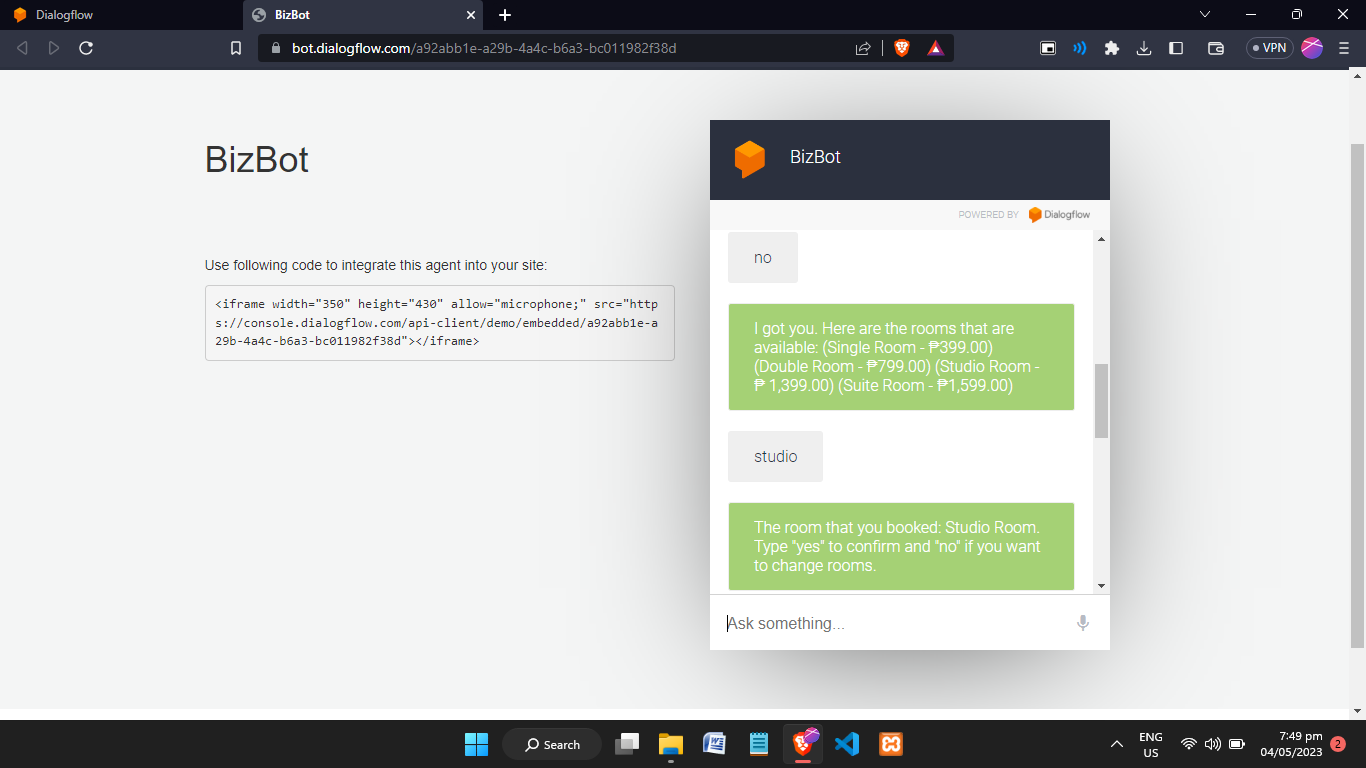 Dialogflow
BizBot
bot.dialogflow.com/a92abb1e-a29b-4a4c-b6a3-bc011982f38d
VPN
BizBot
Use following code to integrate this agent into your site:
<iframe width="350" height="430" allow="microphone;" src="http
s://console.dialogflow.com/api-client/demo/embedded/a92abb1e-a
29b-4a4c-b6a3-bc011982f38d"></iframe>
BizBot
POWERED BY Dialogflow
no
I got you. Here are the rooms that are
available: (Single Room - ₱399.00)
(Double Room - ₱799.00) (Studio Room -
₱ 1,399.00) (Suite Room - ₱1,599.00)
studio
The room that you booked: Studio Room.
Type "yes" to confirm and "no" if you want
to change rooms.
Ask something...
Search
ENG
US
7:49 pm
04/05/2023
2